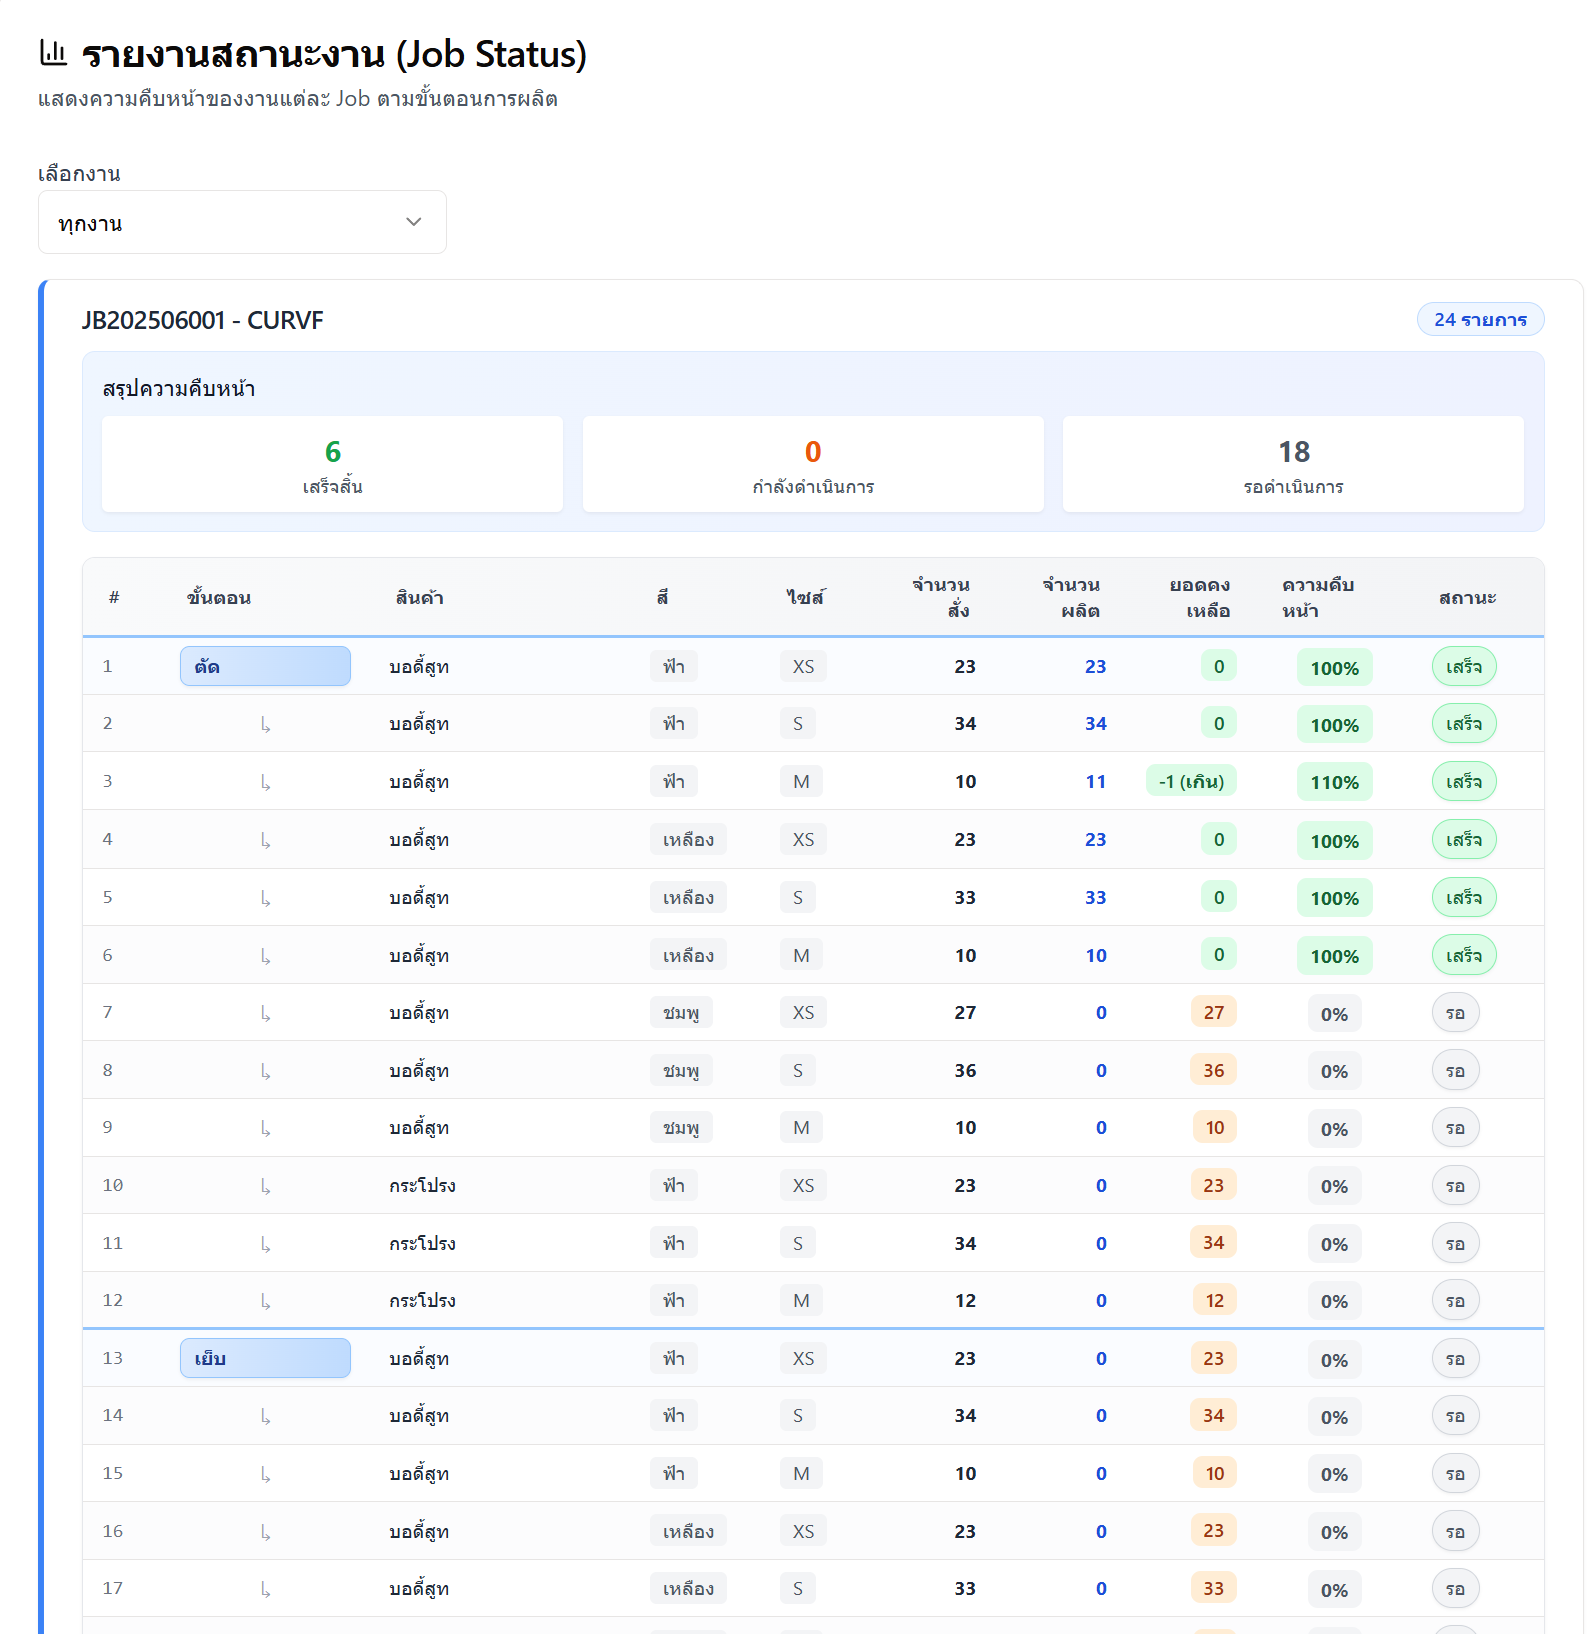 รายงานสถานะงาน (Job Status)
แสดงความคืบหน้าของงานแต่ละ Job ตามขั้นตอนการผลิต
เลือกงาน
ทุกงาน
JB202506001 - CURVF
24 รายการ
สรุปความคืบหน้า
6
เสร็จสิ้น
0
กำลังดำเนินการ
18
รอดำเนินการ
# ขั้นตอน สินค้า สี ไซส์ จำนวนสั่ง จำนวนผลิต ยอดคงเหลือ ความคืบหน้า สถานะ
1 ตัด บอดี้สูท ฟ้า XS 23 23 0 100% เสร็จ
2 ↳ บอดี้สูท ฟ้า S 34 34 0 100% เสร็จ
3 ↳ บอดี้สูท ฟ้า M 10 11 -1 (เกิน) 110% เสร็จ
4 ↳ บอดี้สูท เหลือง XS 23 23 0 100% เสร็จ
5 ↳ บอดี้สูท เหลือง S 33 33 0 100% เสร็จ
6 ↳ บอดี้สูท เหลือง M 10 10 0 100% เสร็จ
7 ↳ บอดี้สูท ชมพู XS 27 0 27 0% รอ
8 ↳ บอดี้สูท ชมพู S 36 0 36 0% รอ
9 ↳ บอดี้สูท ชมพู M 10 0 10 0% รอ
10 ↳ กระโปรง ฟ้า XS 23 0 23 0% รอ
11 ↳ กระโปรง ฟ้า S 34 0 34 0% รอ
12 ↳ กระโปรง ฟ้า M 12 0 12 0% รอ
13 เย็บ บอดี้สูท ฟ้า XS 23 0 23 0% รอ
14 ↳ บอดี้สูท ฟ้า S 34 0 34 0% รอ
15 ↳ บอดี้สูท ฟ้า M 10 0 10 0% รอ
16 ↳ บอดี้สูท เหลือง XS 23 0 23 0% รอ
17 ↳ บอดี้สูท เหลือง S 33 0 33 0% รอ